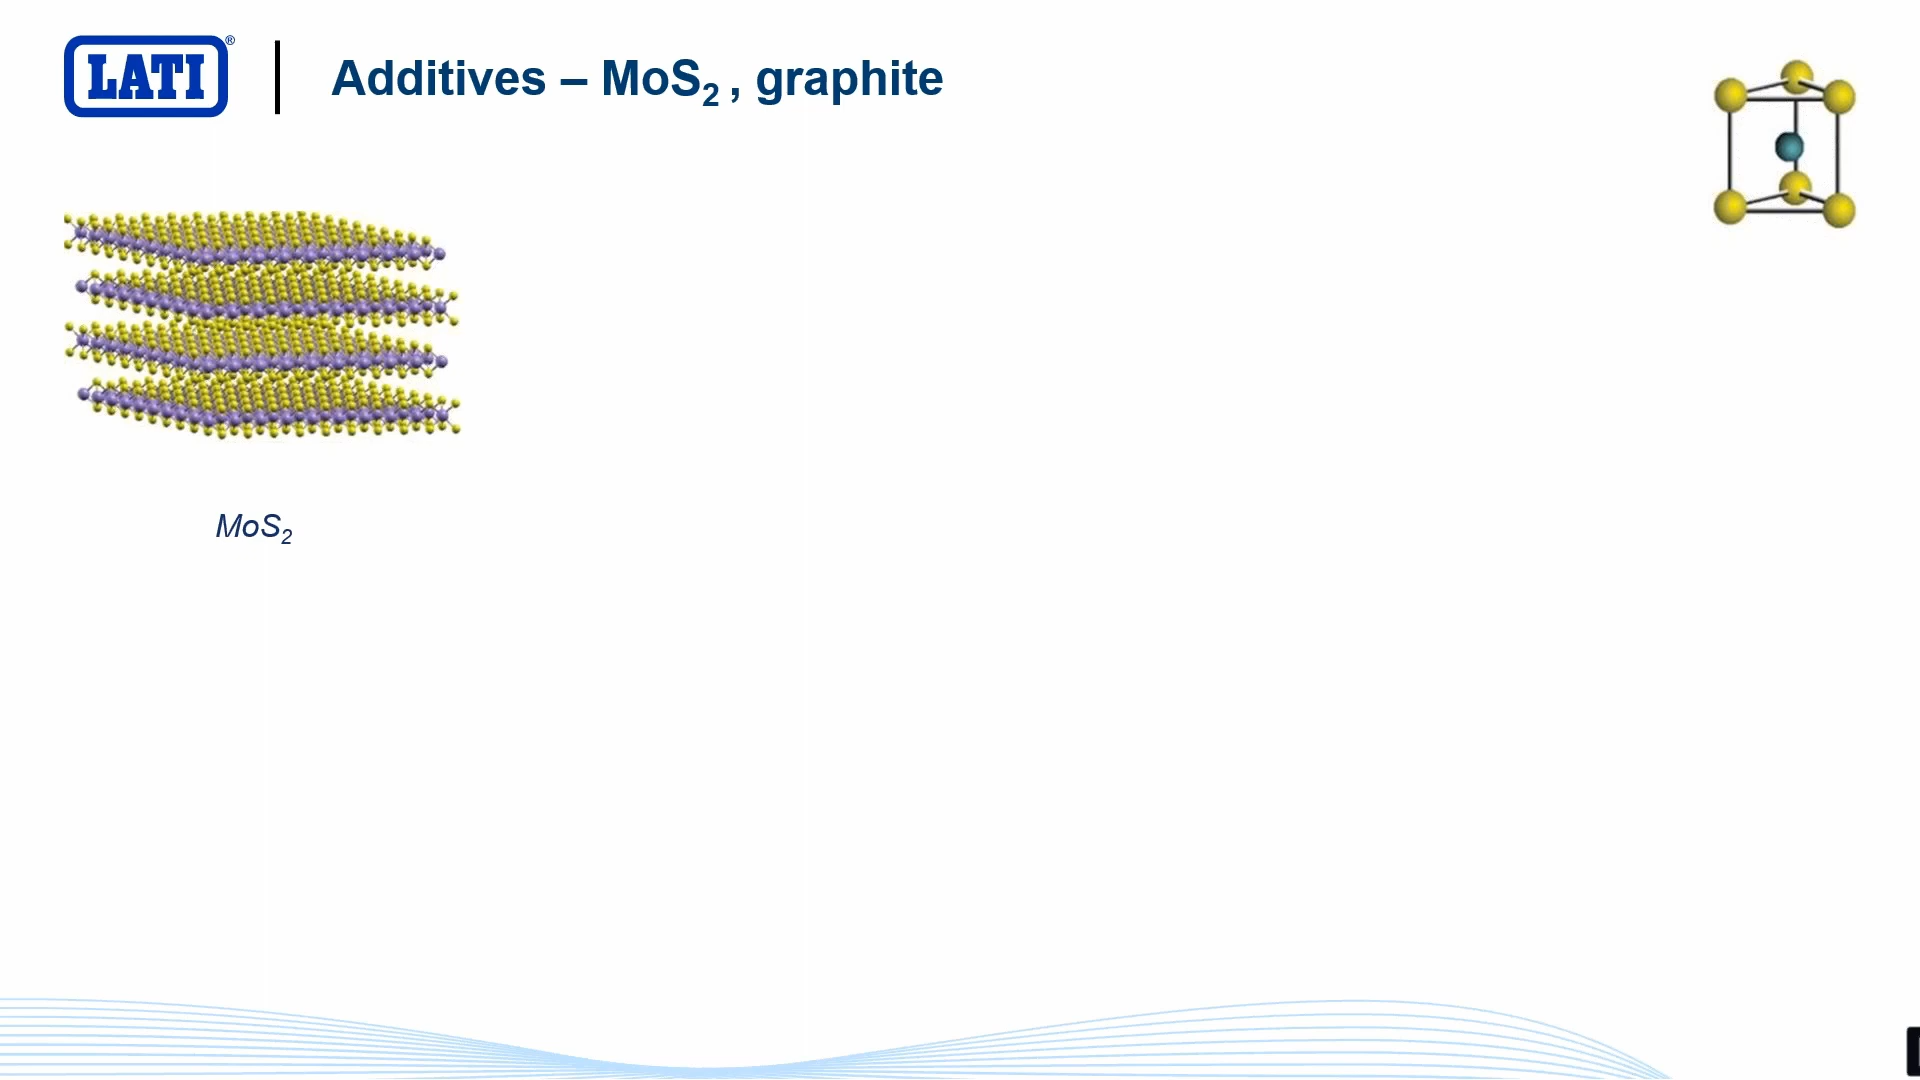 LATI®
Additives – MoS₂ , graphite
MoS₂